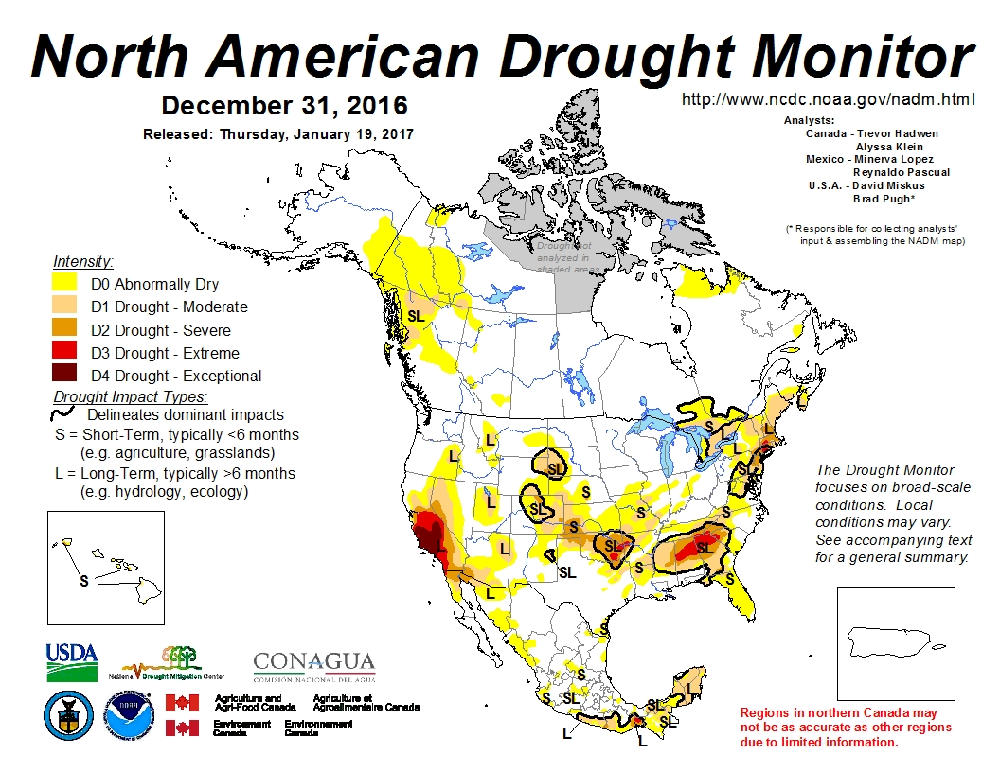 North American Drought Monitor
December 31, 2016
Released: Thursday, January 19, 2017
http://www.ncdc.noaa.gov/nadm.html
Analysts:
Canada - Trevor Hadwen
Alyssa Klein
Mexico - Minerva Lopez
Reynaldo Pascual
U.S.A. - David Miskus
Brad Pugh*
(* Responsible for collecting analysts'
input & assembling the NADM map)
Drought not
analyzed in
shaded areas
Intensity:
D0 Abnormally Dry
D1 Drought - Moderate
D2 Drought - Severe
D3 Drought - Extreme
D4 Drought - Exceptional
Drought Impact Types:
Delineates dominant impacts
S = Short-Term, typically <6 months
(e.g. agriculture, grasslands)
L = Long-Term, typically >6 months
(e.g. hydrology, ecology)
SL
S
L
L
L
L
L
SL
SL
L
S
SL
S
S
S
SL
L
L
SL
S
SL
S
L
SL
S
S
S
S
S
SL
L
SL
SL
L
L
The Drought Monitor
focuses on broad-scale
conditions. Local
conditions may vary.
See accompanying text
for a general summary.
USDA
National Drought Mitigation Center
CONAGUA
COMISIÓN NACIONAL DEL AGUA
NOAA
Agriculture and
Agri-Food Canada
Agriculture et
Agroalimentaire Canada
Environment
Canada
Environnement
Canada
Regions in northern Canada may
not be as accurate as other regions
due to limited information.